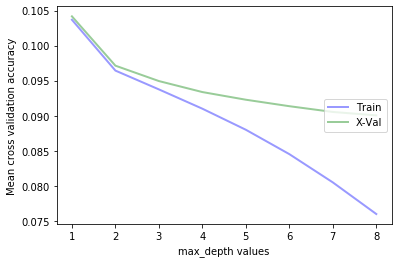 0.105
0.100
0.095
0.090
0.085
0.080
0.075
Mean cross validation accuracy
Train
X-Val
1 2 3 4 5 6 7 8
max_depth values